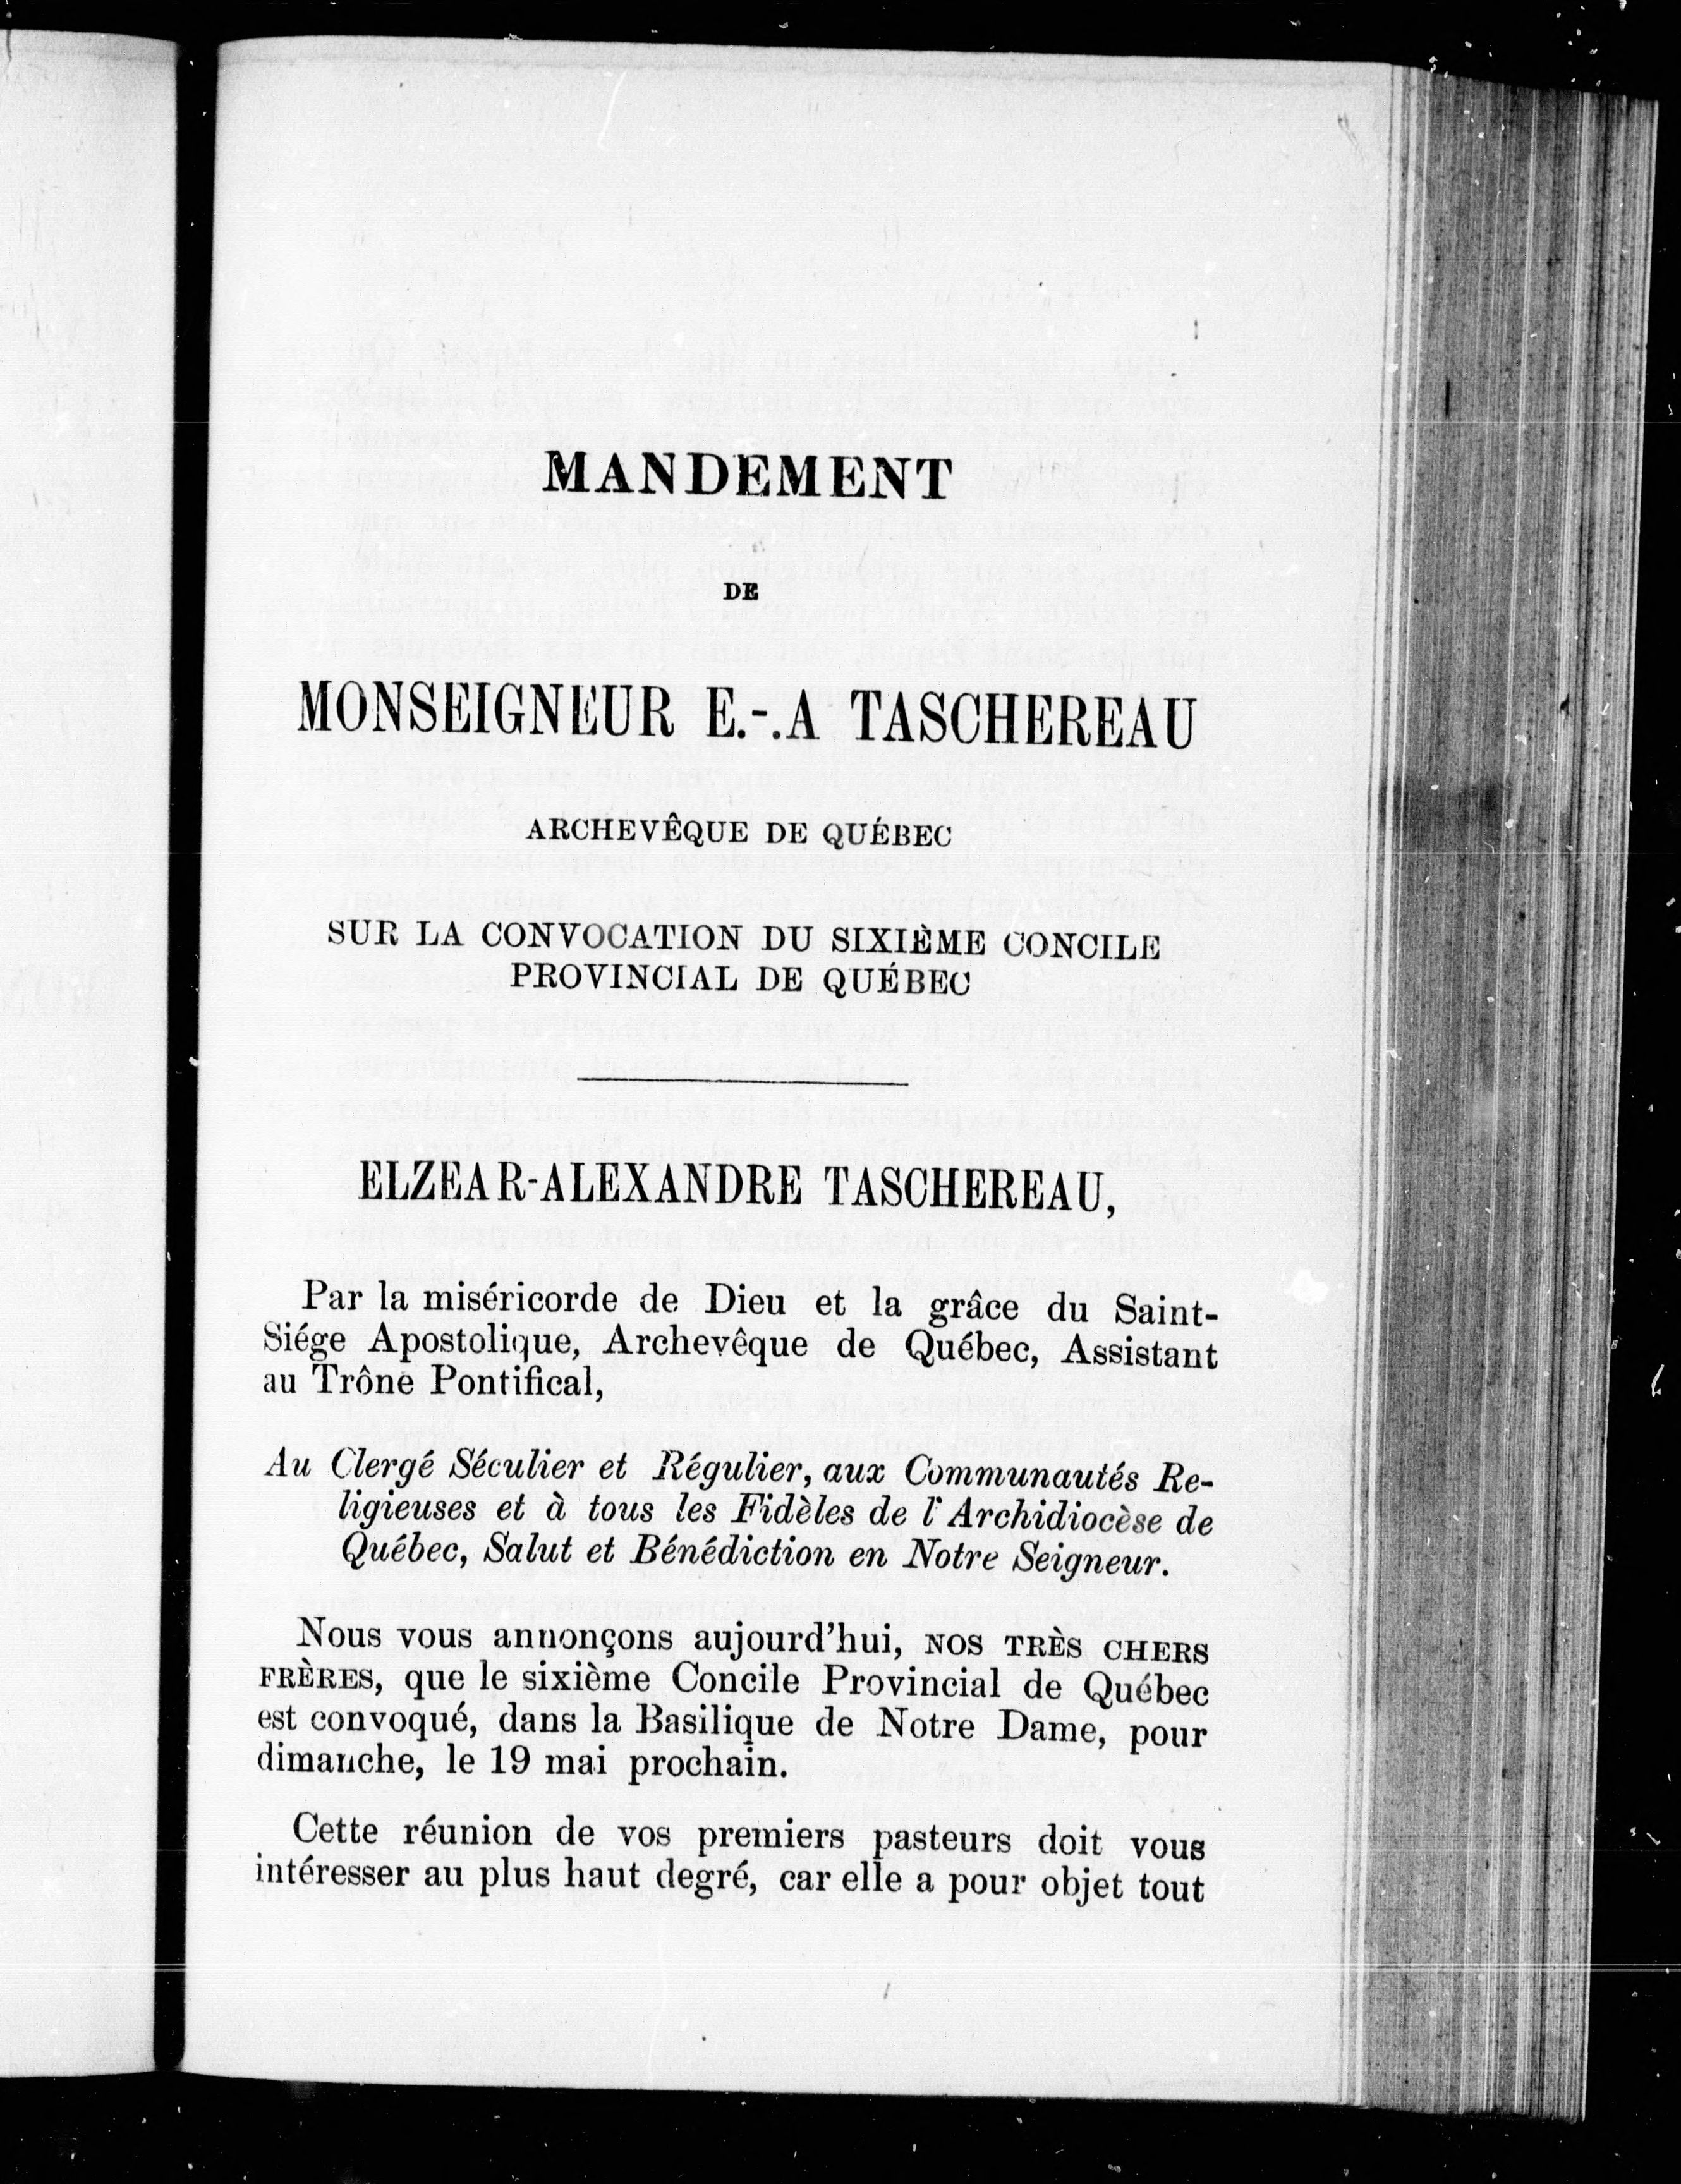 MANDEMENT
DE
MONSEIGNEUR E.-.A TASCHEREAU
ARCHEVÊQUE DE QUÉBEC
SUR LA CONVOCATION DU SIXIÈME CONCILE
PROVINCIAL DE QUÉBEC
ELZEAR-ALEXANDRE TASCHEREAU,
Par la miséricorde de Dieu et la grâce du Saint-
Siége Apostolique, Archevêque de Québec, Assistant
au Trône Pontifical,
Au Clergé Séculier et Régulier, aux Communautés Re-
ligieuses et à tous les Fidèles de l'Archidiocèse de
Québec, Salut et Bénédiction en Notre Seigneur.
Nous vous annonçons aujourd'hui, NOS TRÈS CHERS
FRÈRES, que le sixième Concile Provincial de Québec
est convoqué, dans la Basilique de Notre Dame, pour
dimanche, le 19 mai prochain.
Cette réunion de vos premiers pasteurs doit vous
intéresser au plus haut degré, car elle a pour objet tout